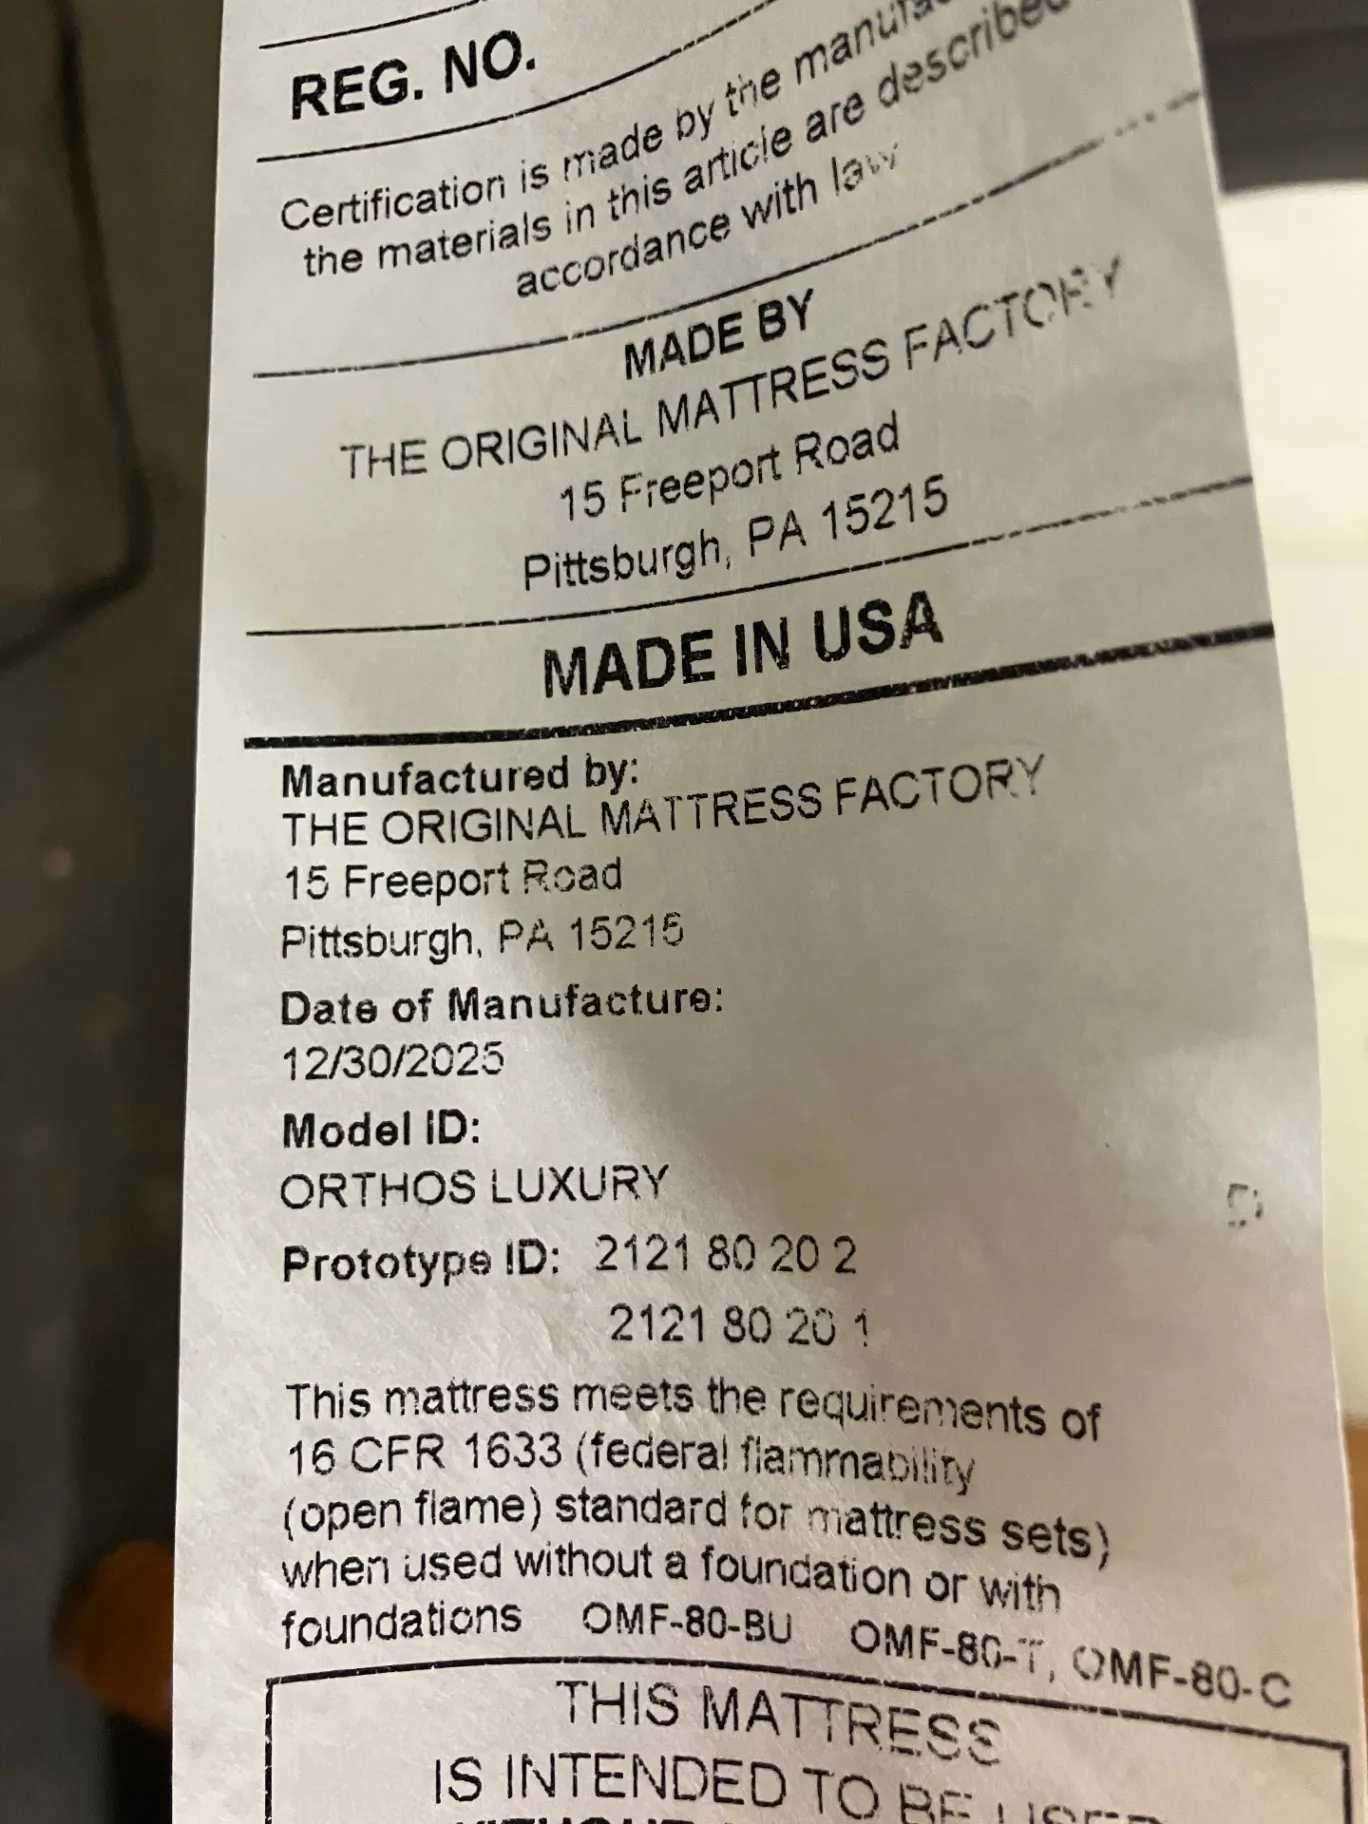 REG. NO.
Certification is made by the
the materials in this article are described
accordance with law
MADE BY
THE ORIGINAL MATTRESS FACTORY
15 Freeport Road
Pittsburgh, PA 15215
MADE IN USA
Manufactured by:
THE ORIGINAL MATTRESS FACTORY
15 Freeport Road
Pittsburgh, PA 15215
Date of Manufacture:
12/30/2025
Model ID:
ORTHOS LUXURY
Prototype ID: 2121 80 20 2
2121 80 20 1
This mattress meets the requirements of
16 CFR 1633 (federal flammability
(open flame) standard for mattress sets)
when used without a foundation or with
foundations OMF-80-BU OMF-80-T, OMF-80-C
THIS MATTRESS
IS INTENDED TO BE USED